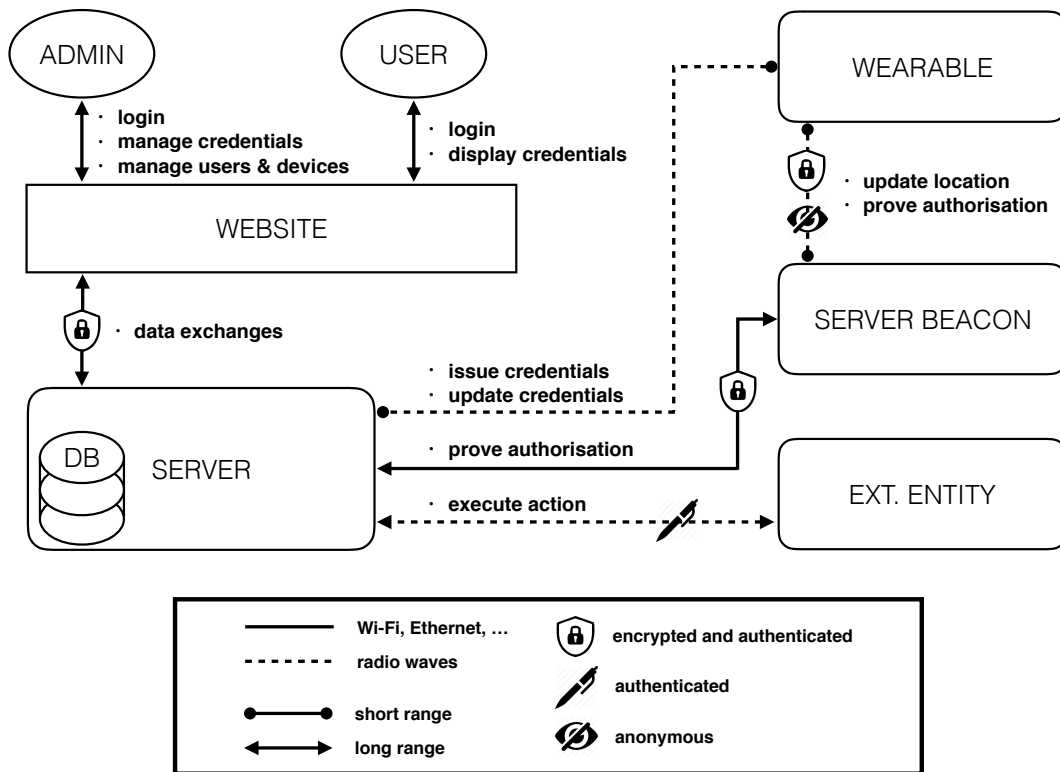 ADMIN
USER
WEARABLE
· login
· manage credentials
· manage users & devices
· login
· display credentials
· update location
· prove authorisation
WEBSITE
SERVER BEACON
· data exchanges
· issue credentials
· update credentials
DB
SERVER
· prove authorisation
· execute action
EXT. ENTITY
Wi-Fi, Ethernet, …
radio waves
short range
long range
encrypted and authenticated
authenticated
anonymous